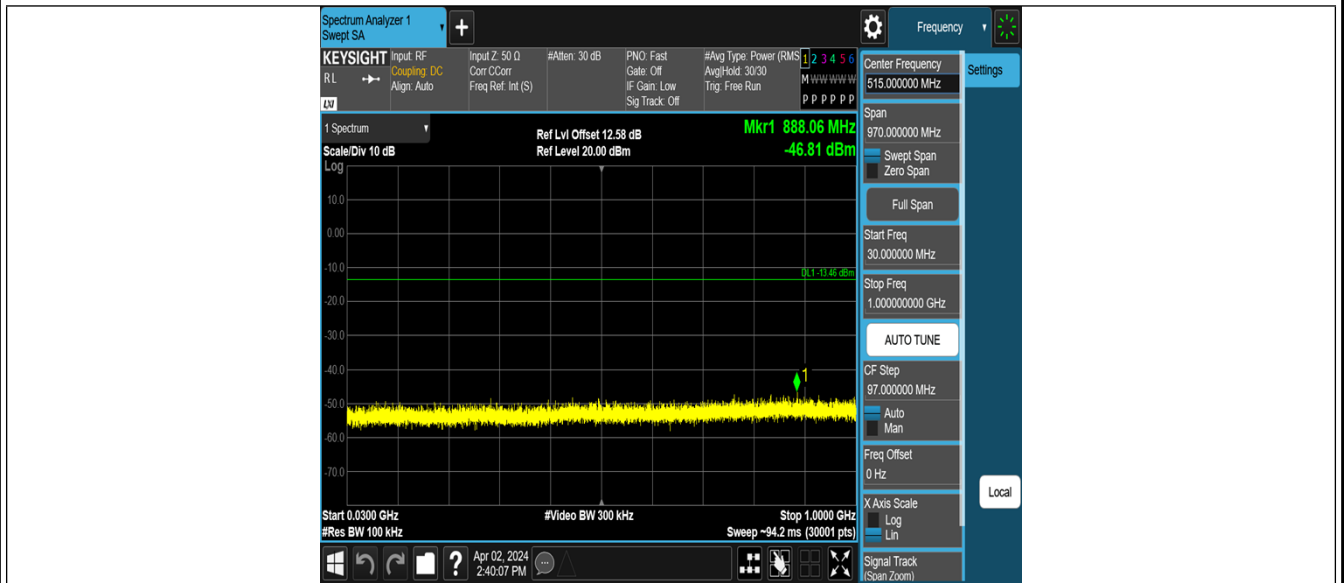 Spectrum Analyzer 1
Swept SA
+
Frequency
KEYSIGHT
RL
LXI
Input: RF
Coupling: DC
Align: Auto
Input Z: 50 Ω
Corr CCorr
Freq Ref: Int (S)
#Atten: 30 dB
PNO: Fast
Gate: Off
IF Gain: Low
Sig Track: Off
#Avg Type: Power (RMS
Avg|Hold: 30/30
Trig: Free Run
1 2 3 4 5 6
M W W W W W
P P P P P P
1 Spectrum
Scale/Div 10 dB
Log
Ref Lvl Offset 12.58 dB
Ref Level 20.00 dBm
Mkr1 888.06 MHz
-46.81 dBm
10.0
0.00
-10.0
DL1 -13.46 dBm
-20.0
-30.0
-40.0
1
-50.0
-60.0
-70.0
Start 0.0300 GHz
#Res BW 100 kHz
#Video BW 300 kHz
Stop 1.0000 GHz
Sweep ~94.2 ms (30001 pts)
?
Apr 02, 2024
2:40:07 PM
Center Frequency
515.000000 MHz
Span
970.000000 MHz
Swept Span
Zero Span
Full Span
Start Freq
30.000000 MHz
Stop Freq
1.000000000 GHz
AUTO TUNE
CF Step
97.000000 MHz
Auto
Man
Freq Offset
0 Hz
X Axis Scale
Log
Lin
Signal Track
(Span Zoom)
Settings
Local